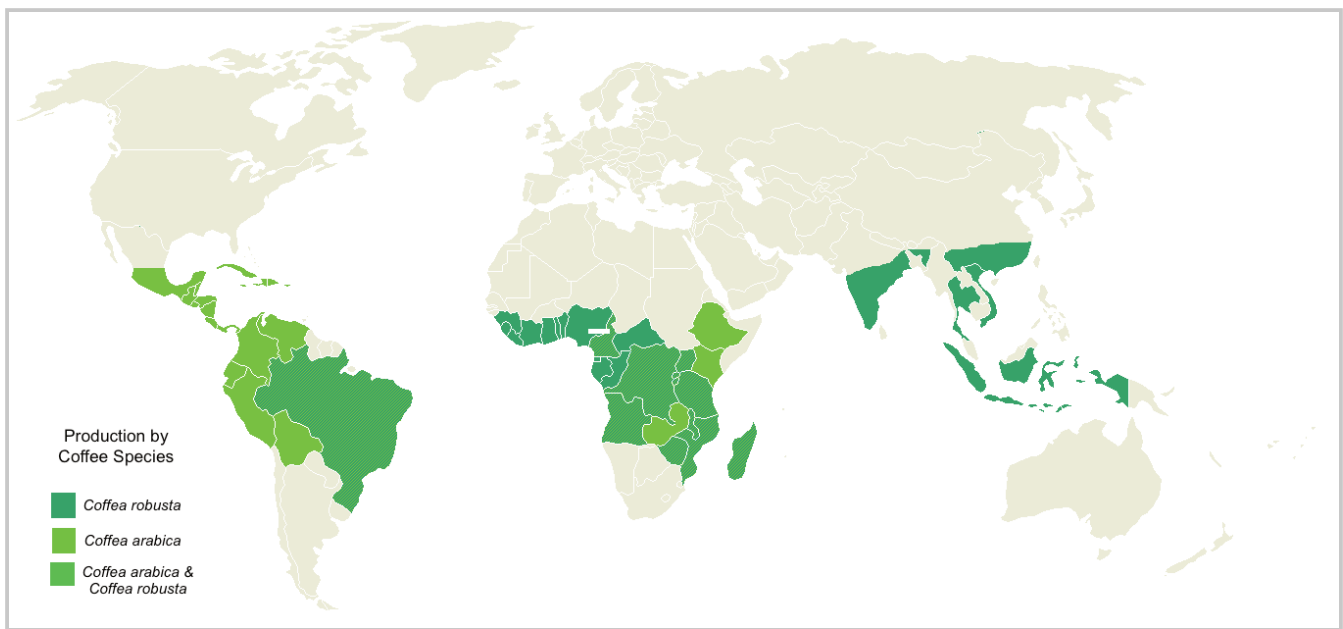 Production by
Coffee Species
Coffea robusta
Coffea arabica
Coffea arabica &
Coffea robusta